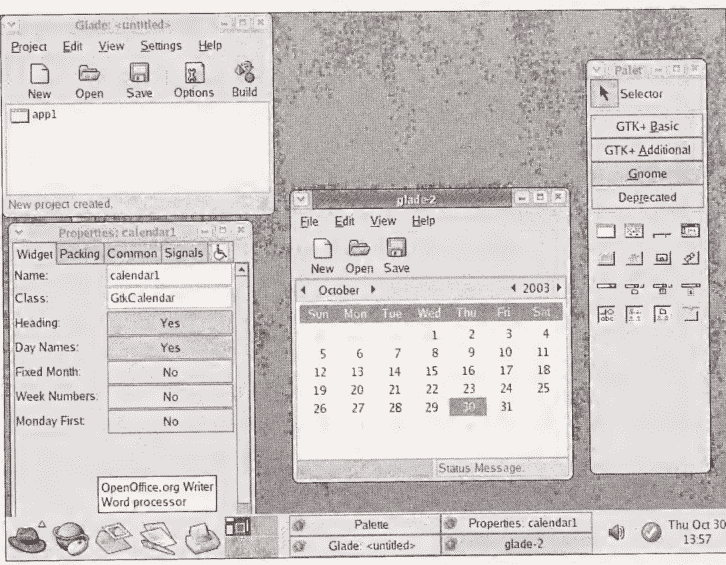 Glade: <untitled>
Project Edit View Settings Help
New Open Save Options Build
app1
New project created.
Properties: calendar1
Widget Packing Common Signals
Name: calendar1
Class: GtkCalendar
Heading: Yes
Day Names: Yes
Fixed Month: No
Week Numbers: No
Monday First: No
OpenOffice.org Writer
Word processor
glade-2
File Edit View Help
New Open Save
October 2003
Sun Mon Tue Wed Thu Fri Sat
1 2 3 4
5 6 7 8 9 10 11
12 13 14 15 16 17 18
19 20 21 22 23 24 25
26 27 28 29 30 31
Status Message.
Palet
Selector
GTK+ Basic
GTK+ Additional
Gnome
Deprecated
Palette
Properties: calendar1
Glade: <untitled>
glade-2
Thu Oct 30
13:57